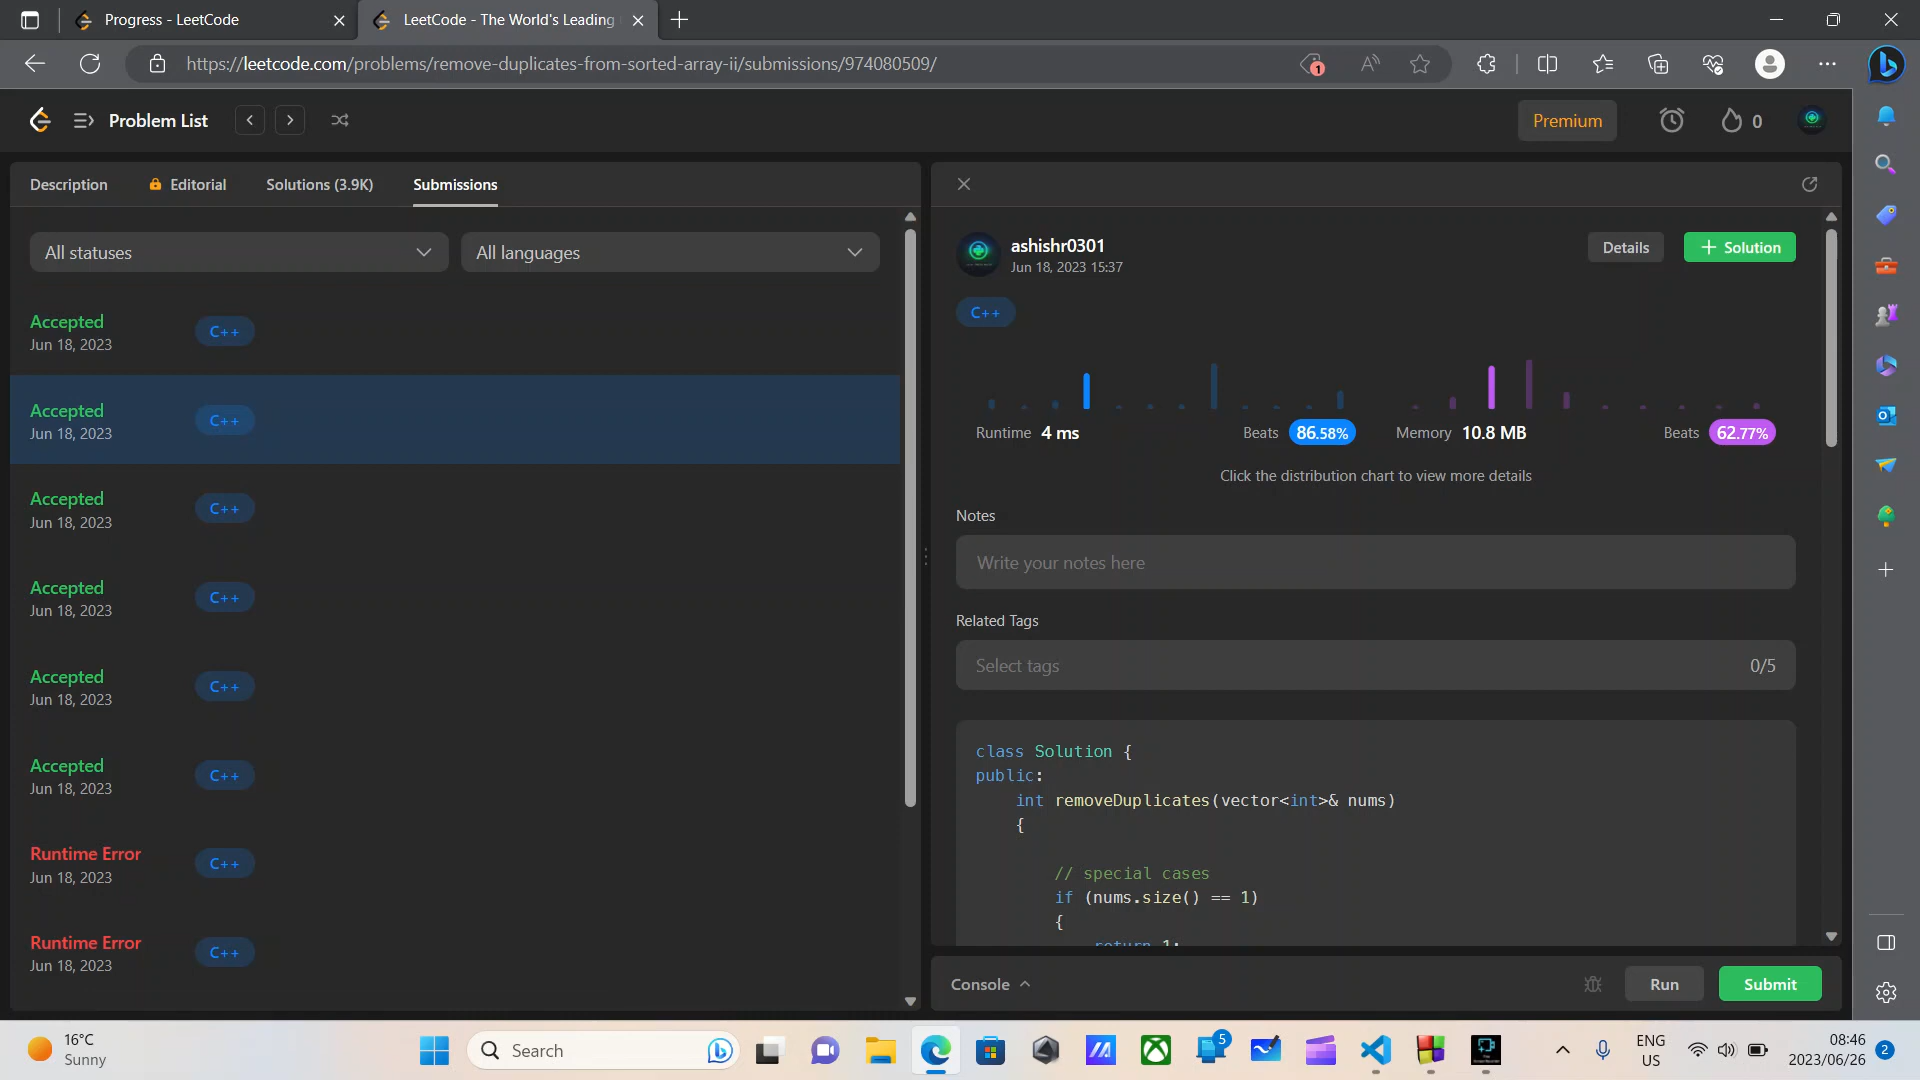 Progress - LeetCode
LeetCode - The World's Leading
https://leetcode.com/problems/remove-duplicates-from-sorted-array-ii/submissions/974080509/
1
Problem List
Premium
0
Description
Editorial
Solutions (3.9K)
Submissions
All statuses
All languages
Accepted
Jun 18, 2023
C++
Accepted
Jun 18, 2023
C++
Accepted
Jun 18, 2023
C++
Accepted
Jun 18, 2023
C++
Accepted
Jun 18, 2023
C++
Accepted
Jun 18, 2023
C++
Runtime Error
Jun 18, 2023
C++
Runtime Error
Jun 18, 2023
C++
ashishr0301
Jun 18, 2023 15:37
Details
+ Solution
C++
Runtime 4 ms
Beats 86.58%
Memory 10.8 MB
Beats 62.77%
Click the distribution chart to view more details
Notes
Write your notes here
Related Tags
Select tags
0/5
class Solution {
public:
int removeDuplicates(vector<int>& nums)
{
// special cases
if (nums.size() == 1)
{
return 1;
Console
Run
Submit
16°C
Sunny
Search
5
ENG
US
08:46
2023/06/26
2